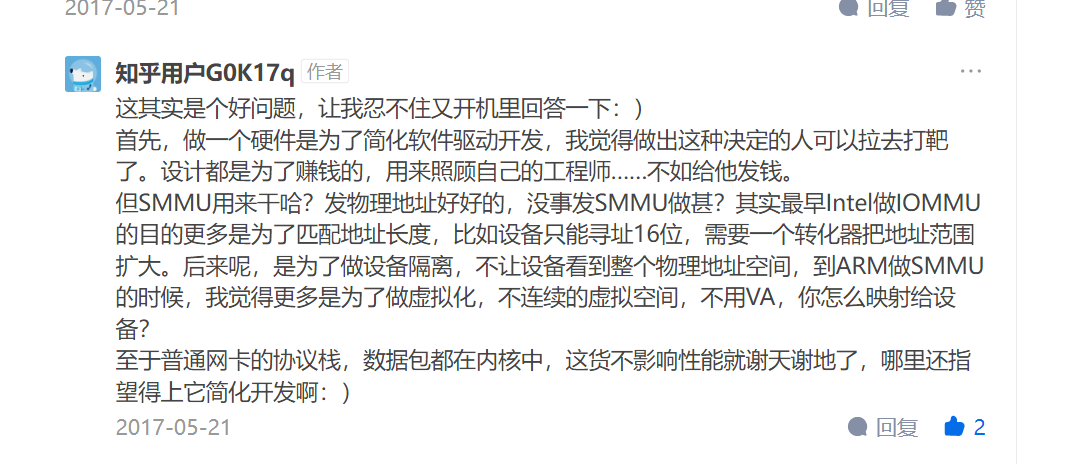 2017-05-21 回复 赞
知乎用户G0K17q 作者
这其实是个好问题，让我忍不住又开机里回答一下：)
首先，做一个硬件是为了简化软件驱动开发，我觉得做出这种决定的人可以拉去打靶
了。设计都是为了赚钱的，用来照顾自己的工程师……不如给他发钱。
但SMMU用来干哈？发物理地址好好的，没事发SMMU做甚？其实最早Intel做IOMMU
的目的更多是为了匹配地址长度，比如设备只能寻址16位，需要一个转化器把地址范围
扩大。后来呢，是为了做设备隔离，不让设备看到整个物理地址空间，到ARM做SMMU
的时候，我觉得更多是为了做虚拟化，不连续的虚拟空间，不用VA，你怎么映射给设
备？
至于普通网卡的协议栈，数据包都在内核中，这货不影响性能就谢天谢地了，哪里还指
望得上它简化开发啊：)
2017-05-21 回复 2